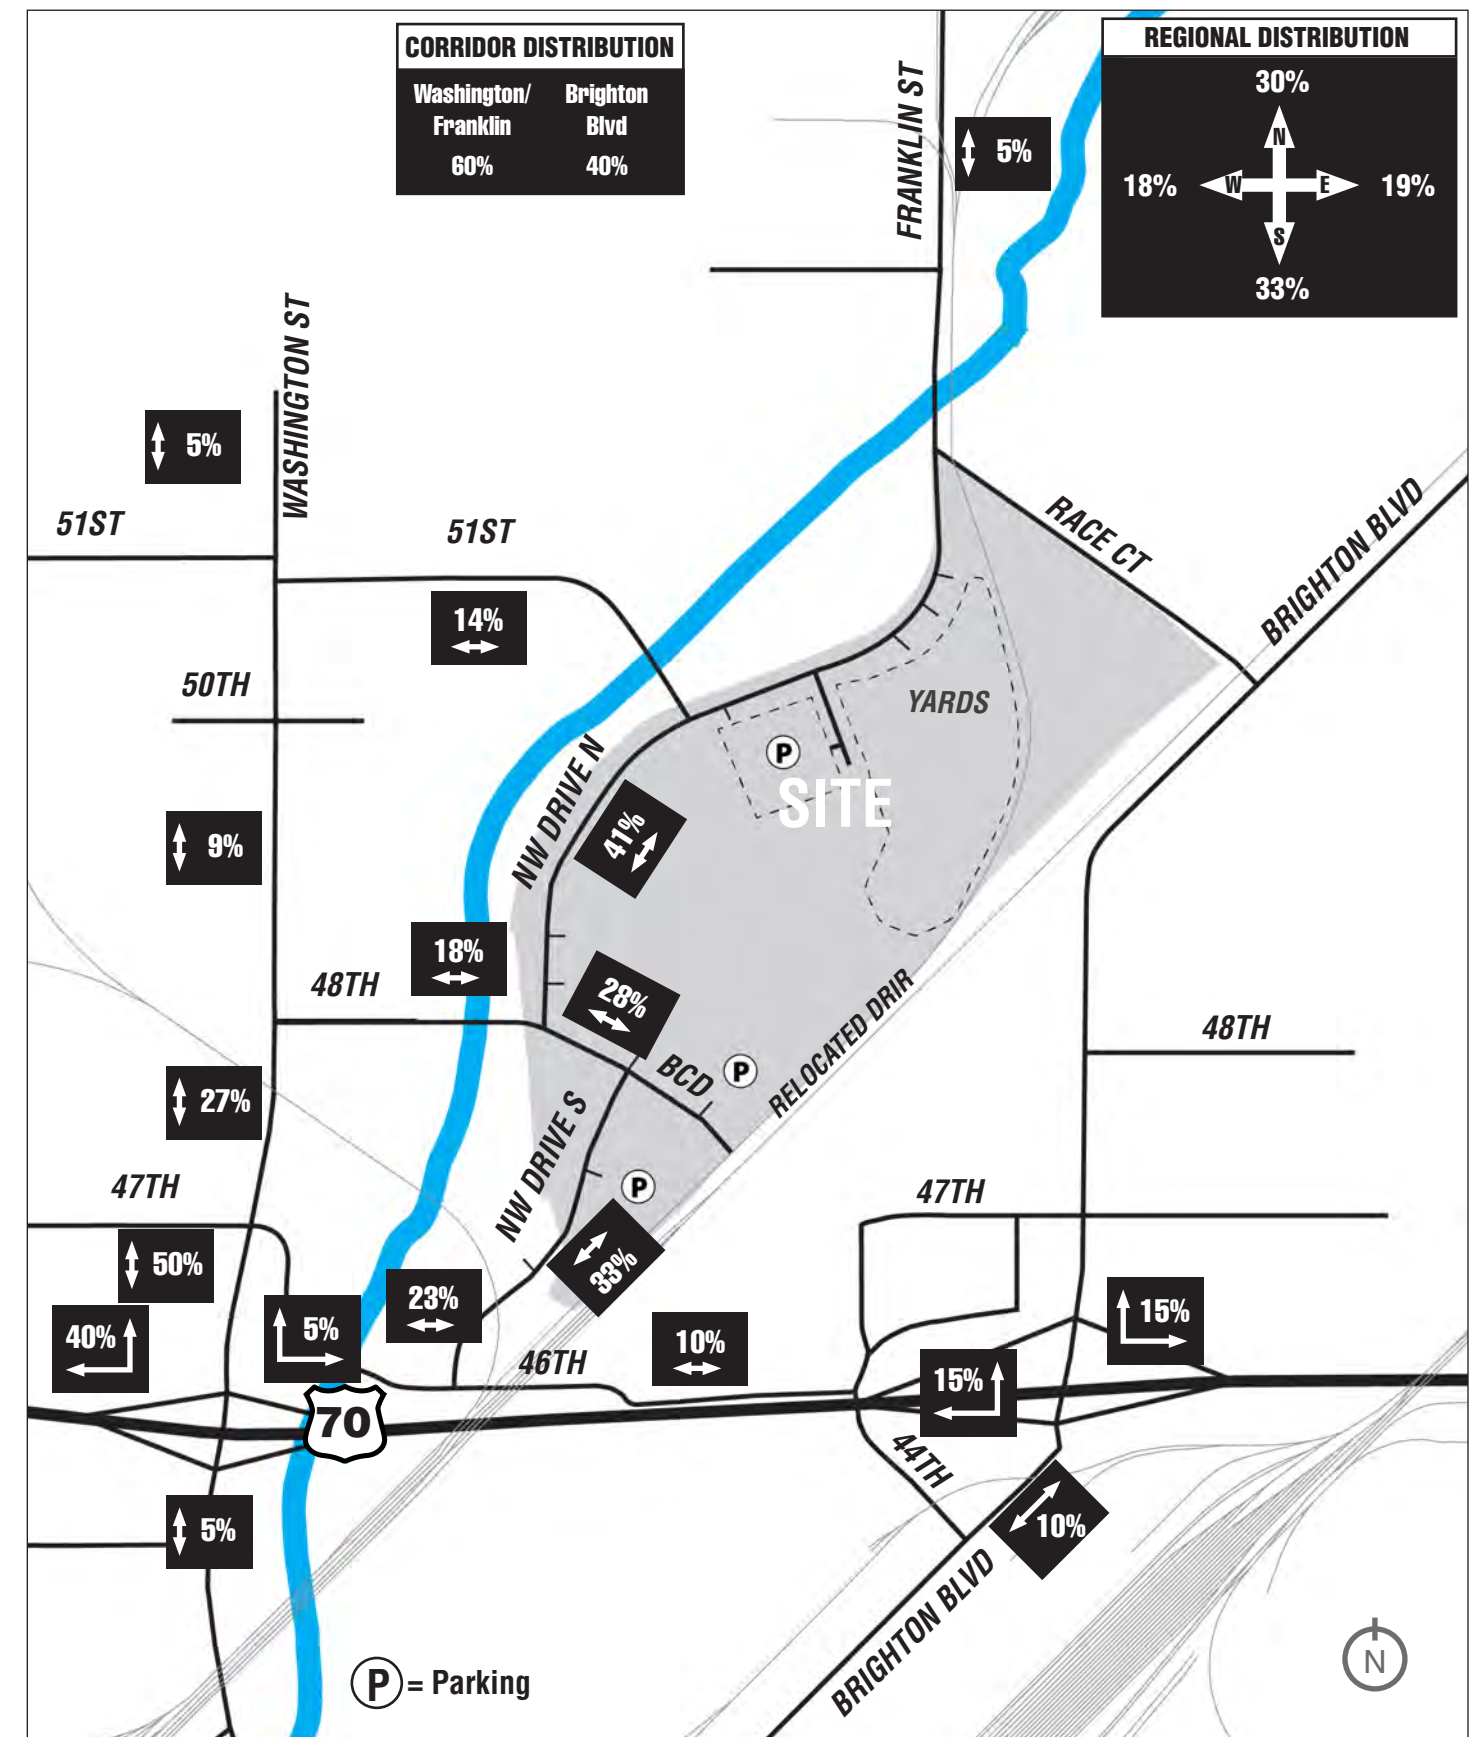 CORRIDOR DISTRIBUTION
Washington/
Franklin
60%
Brighton
Blvd
40%
REGIONAL DISTRIBUTION
30%
N
18%
W
E
19%
S
33%
FRANKLIN ST
5%
WASHINGTON ST
5%
51ST
51ST
14%
RACE CT
BRIGHTON BLVD
50TH
YARDS
P
SITE
NW DRIVE N
41%
9%
18%
48TH
28%
RELOCATED DRIR
48TH
BCD
P
27%
NW DRIVE S
47TH
P
47TH
50%
33%
23%
40%
5%
10%
15%
46TH
15%
70
44TH
5%
10%
BRIGHTON BLVD
P = Parking
N